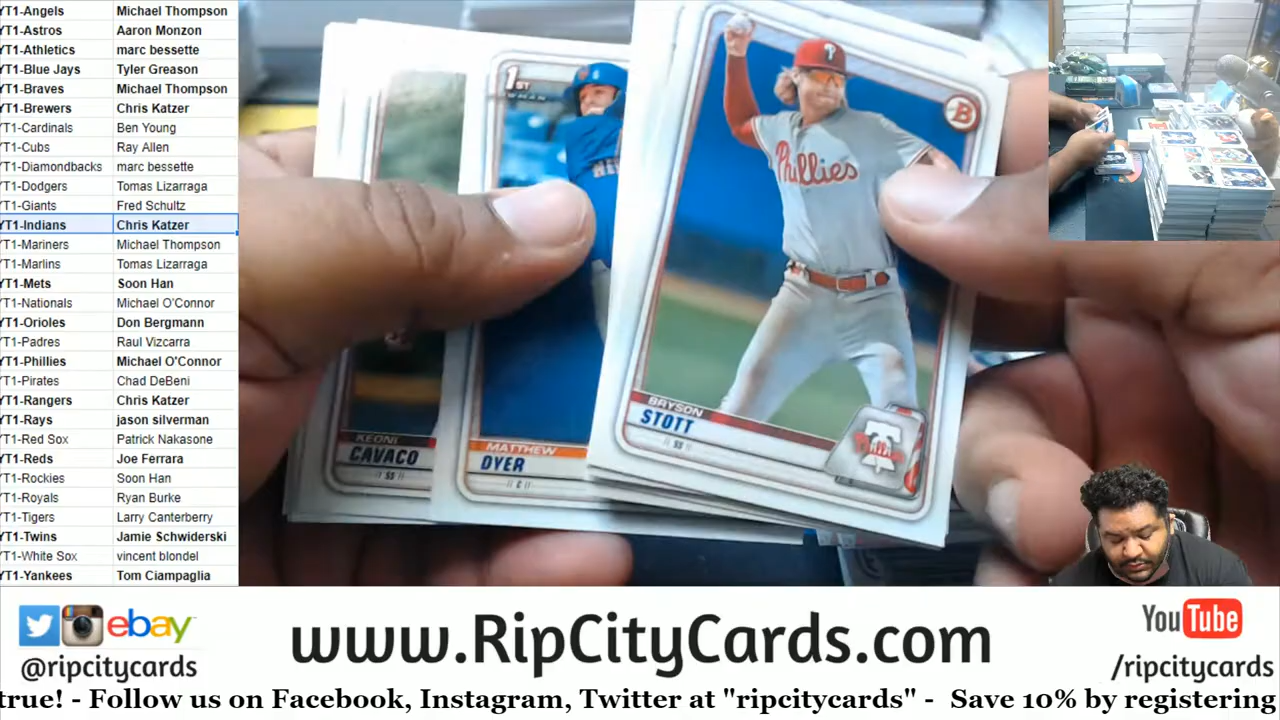 YT1-Angels Michael Thompson
YT1-Astros Aaron Monzon
YT1-Athletics marc bessette
YT1-Blue Jays Tyler Greason
YT1-Braves Michael Thompson
YT1-Brewers Chris Katzer
YT1-Cardinals Ben Young
YT1-Cubs Ray Allen
YT1-Diamondbacks marc bessette
YT1-Dodgers Tomas Lizarraga
YT1-Giants Fred Schultz
YT1-Indians Chris Katzer
YT1-Mariners Michael Thompson
YT1-Marlins Tomas Lizarraga
YT1-Mets Soon Han
YT1-Nationals Michael O'Connor
YT1-Orioles Don Bergmann
YT1-Padres Raul Vizcarra
YT1-Phillies Michael O'Connor
YT1-Pirates Chad DeBeni
YT1-Rangers Chris Katzer
YT1-Rays jason silverman
YT1-Red Sox Patrick Nakasone
YT1-Reds Joe Ferrara
YT1-Rockies Soon Han
YT1-Royals Ryan Burke
YT1-Tigers Larry Canterberry
YT1-Twins Jamie Schwiderski
YT1-White Sox vincent blondel
YT1-Yankees Tom Ciampaglia
KEONI
CAVACO
SS
1ST
MATTHEW
DYER
C
P
B
Phillies
BRYSON
STOTT
SS
Phillies
ebay
@ripcitycards
www.RipCityCards.com
YouTube
/ripcitycards
true! - Follow us on Facebook, Instagram, Twitter at "ripcitycards" - Save 10% by registering